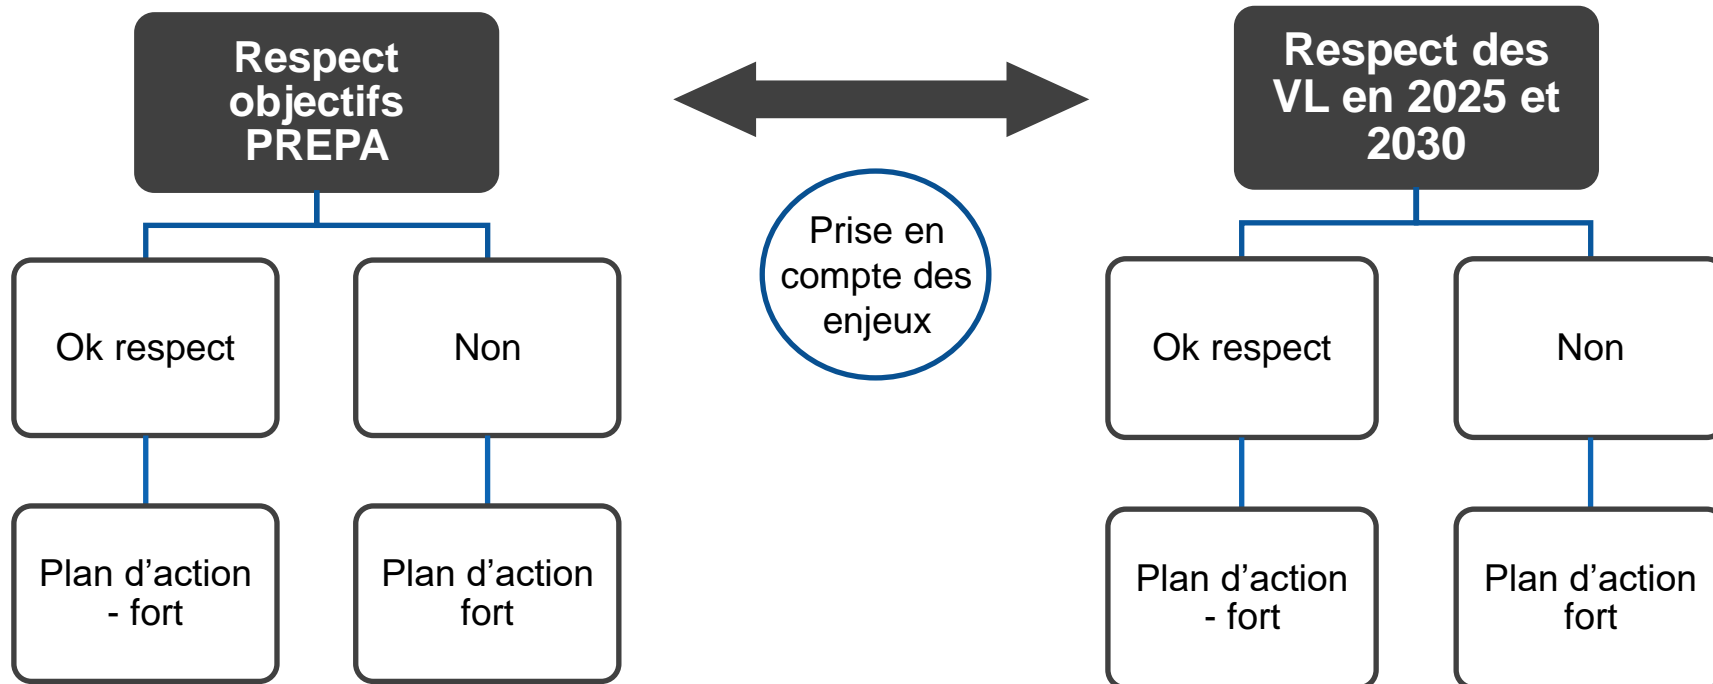 Respect
objectifs
PREPA
Respect des
VL en 2025 et
2030
Prise en
compte des
enjeux
Ok respect
Non
Ok respect
Non
Plan d’action
- fort
Plan d’action
fort
Plan d’action
- fort
Plan d’action
fort